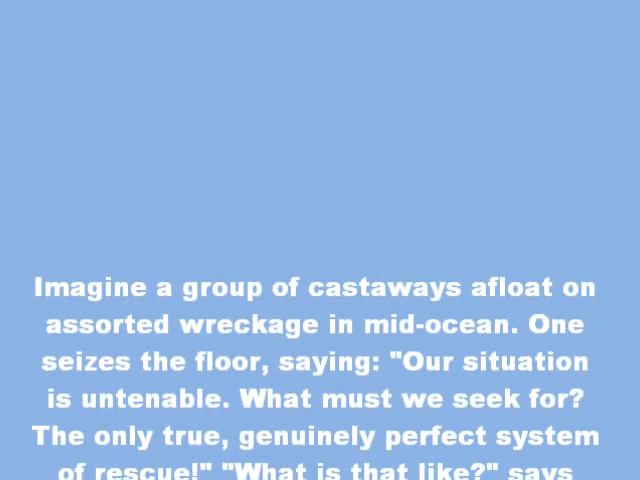 Imagine a group of castaways afloat on
assorted wreckage in mid-ocean. One
seizes the floor, saying: "Our situation
is untenable. What must we seek for?
The only true, genuinely perfect system
of rescue!" "What is that like?" says